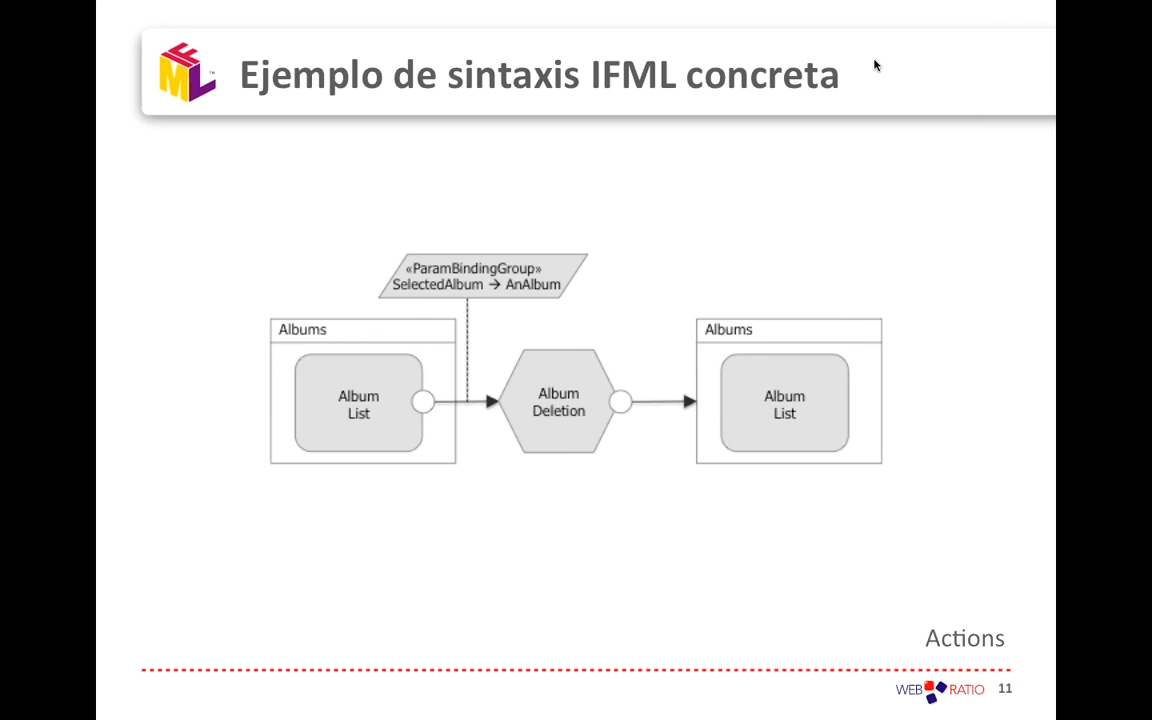 IFML™
Ejemplo de sintaxis IFML concreta
«ParamBindingGroup»
SelectedAlbum → AnAlbum
Albums
Album
List
Album
Deletion
Albums
Album
List
Actions
WEB RATIO
11